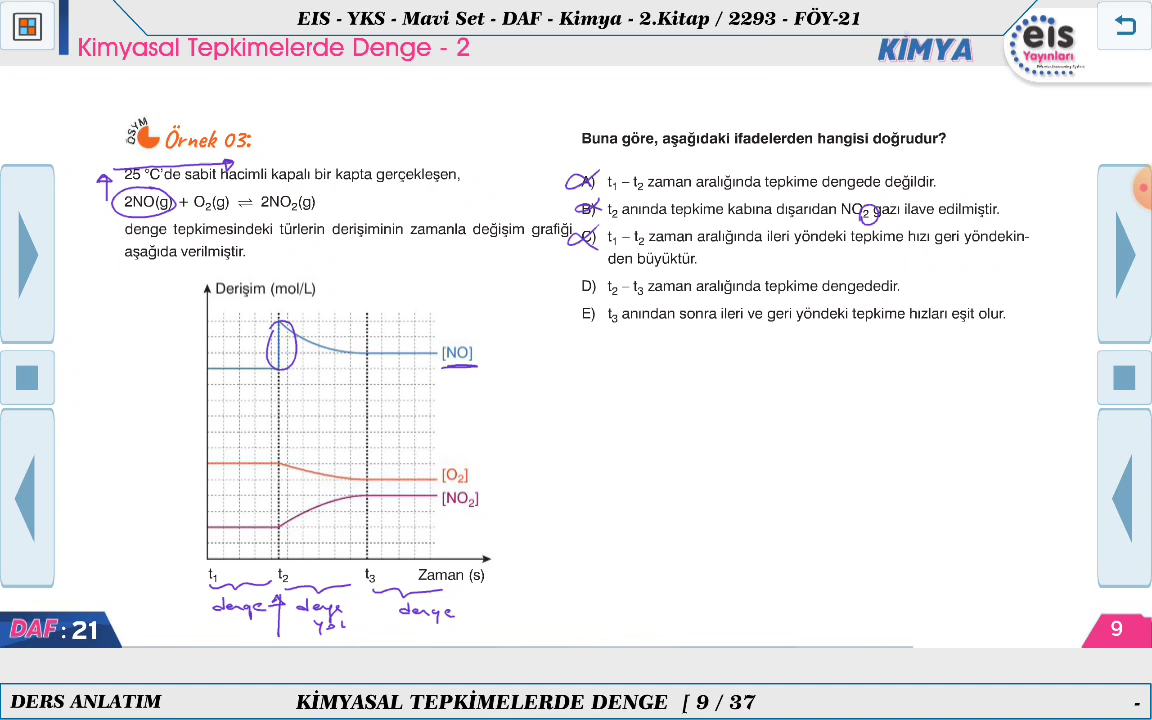 EIS - YKS - Mavi Set - DAF - Kimya - 2.Kitap / 2293 - FÖY-21
Kimyasal Tepkimelerde Denge - 2
KİMYA
eis
Yayınları
ÖSYM
Örnek 03:
25 °C'de sabit hacimli kapalı bir kapta gerçekleşen,
2NO(g) + O₂(g) ⇌ 2NO₂(g)
denge tepkimesindeki türlerin derişiminin zamanla değişim grafiği
aşağıda verilmiştir.
Derişim (mol/L)
[NO]
[O₂]
[NO₂]
t₁ t₂ t₃ Zaman (s)
denge denge denge
Buna göre, aşağıdaki ifadelerden hangisi doğrudur?
A) t₁ – t₂ zaman aralığında tepkime dengede değildir.
B) t₂ anında tepkime kabına dışarıdan NO₂ gazı ilave edilmiştir.
C) t₁ – t₂ zaman aralığında ileri yöndeki tepkime hızı geri yöndekin-
den büyüktür.
D) t₂ – t₃ zaman aralığında tepkime dengededir.
E) t₃ anından sonra ileri ve geri yöndeki tepkime hızları eşit olur.
DAF : 21
9
DERS ANLATIM
KİMYASAL TEPKİMELERDE DENGE [ 9 / 37
-